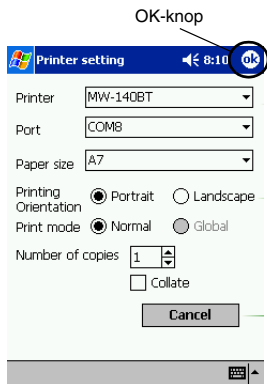 OK-knop
Printer setting 8:10 ok
Printer MW-140BT
Port COM8
Paper size A7
Printing Orientation Portrait Landscape
Print mode Normal Global
Number of copies 1
Collate
Cancel